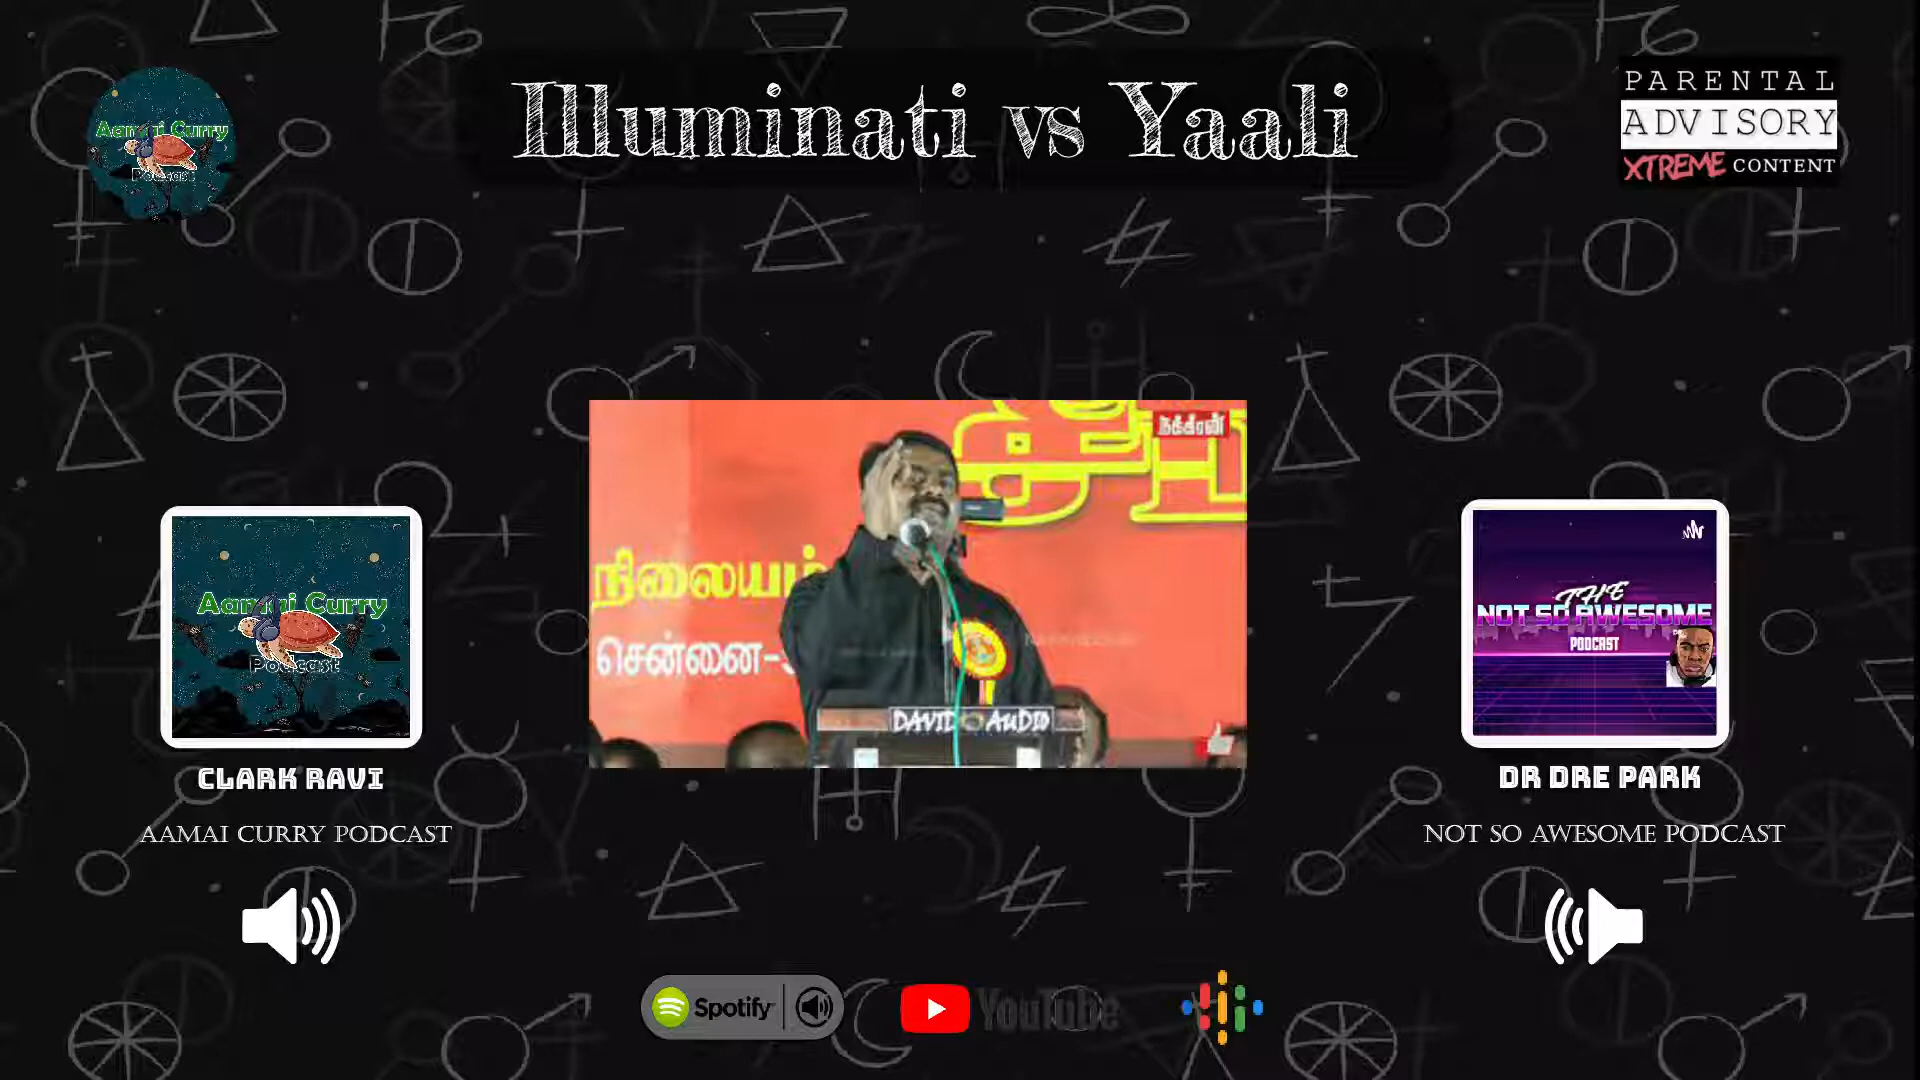 Illuminati vs Yaali
Aamai Curry
Podcast
PARENTAL
ADVISORY
XTREME CONTENT
நக்கீரன்
நிலையம்
சென்னை-
DAVID AUDIO
Aamai Curry
Podcast
THE
NOT SO AWESOME
PODCAST
CLARK RAVI
DR DRE PARK
AAMAI CURRY PODCAST
NOT SO AWESOME PODCAST
Spotify
YouTube